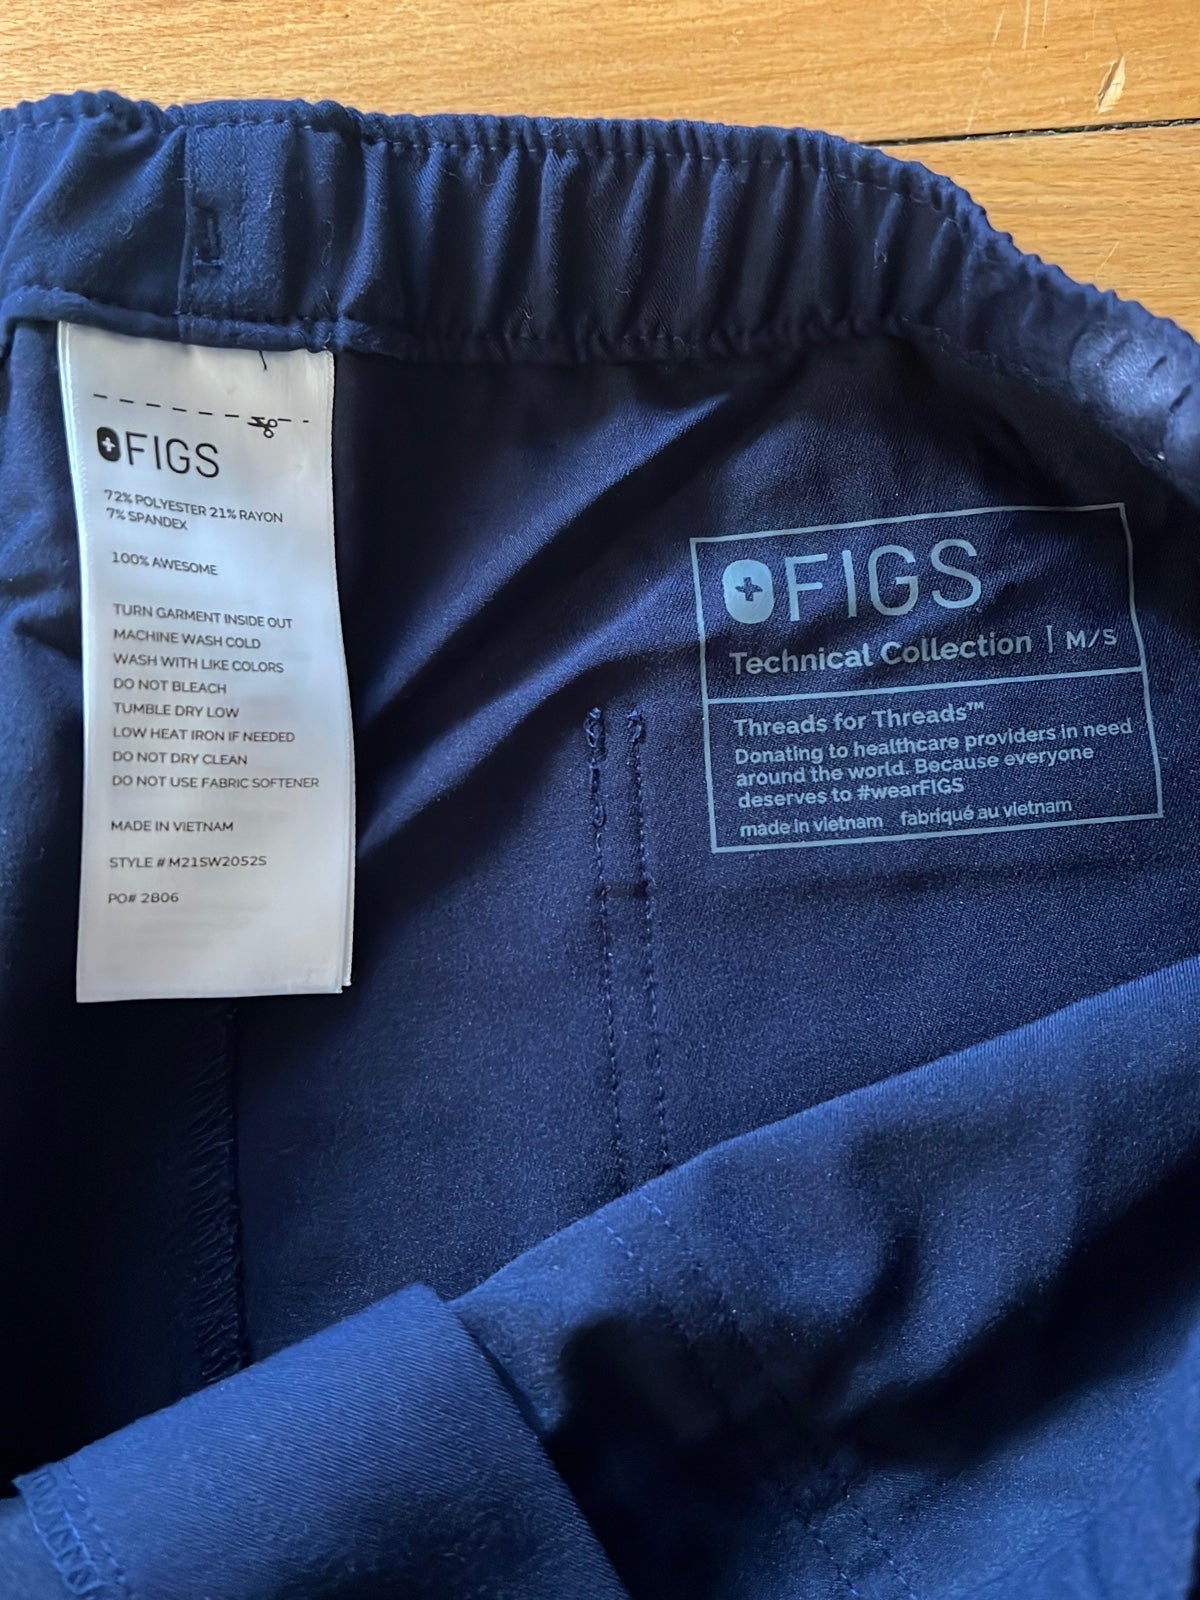 FIGS
72% POLYESTER 21% RAYON
7% SPANDEX
100% AWESOME
TURN GARMENT INSIDE OUT
MACHINE WASH COLD
WASH WITH LIKE COLORS
DO NOT BLEACH
TUMBLE DRY LOW
LOW HEAT IRON IF NEEDED
DO NOT DRY CLEAN
DO NOT USE FABRIC SOFTENER
MADE IN VIETNAM
STYLE # M21SW2052S
PO# 2806
FIGS
Technical Collection | M/S
Threads for Threads™
Donating to healthcare providers in need
around the world. Because everyone
deserves to #wearFIGS
made in vietnam fabriqué au vietnam